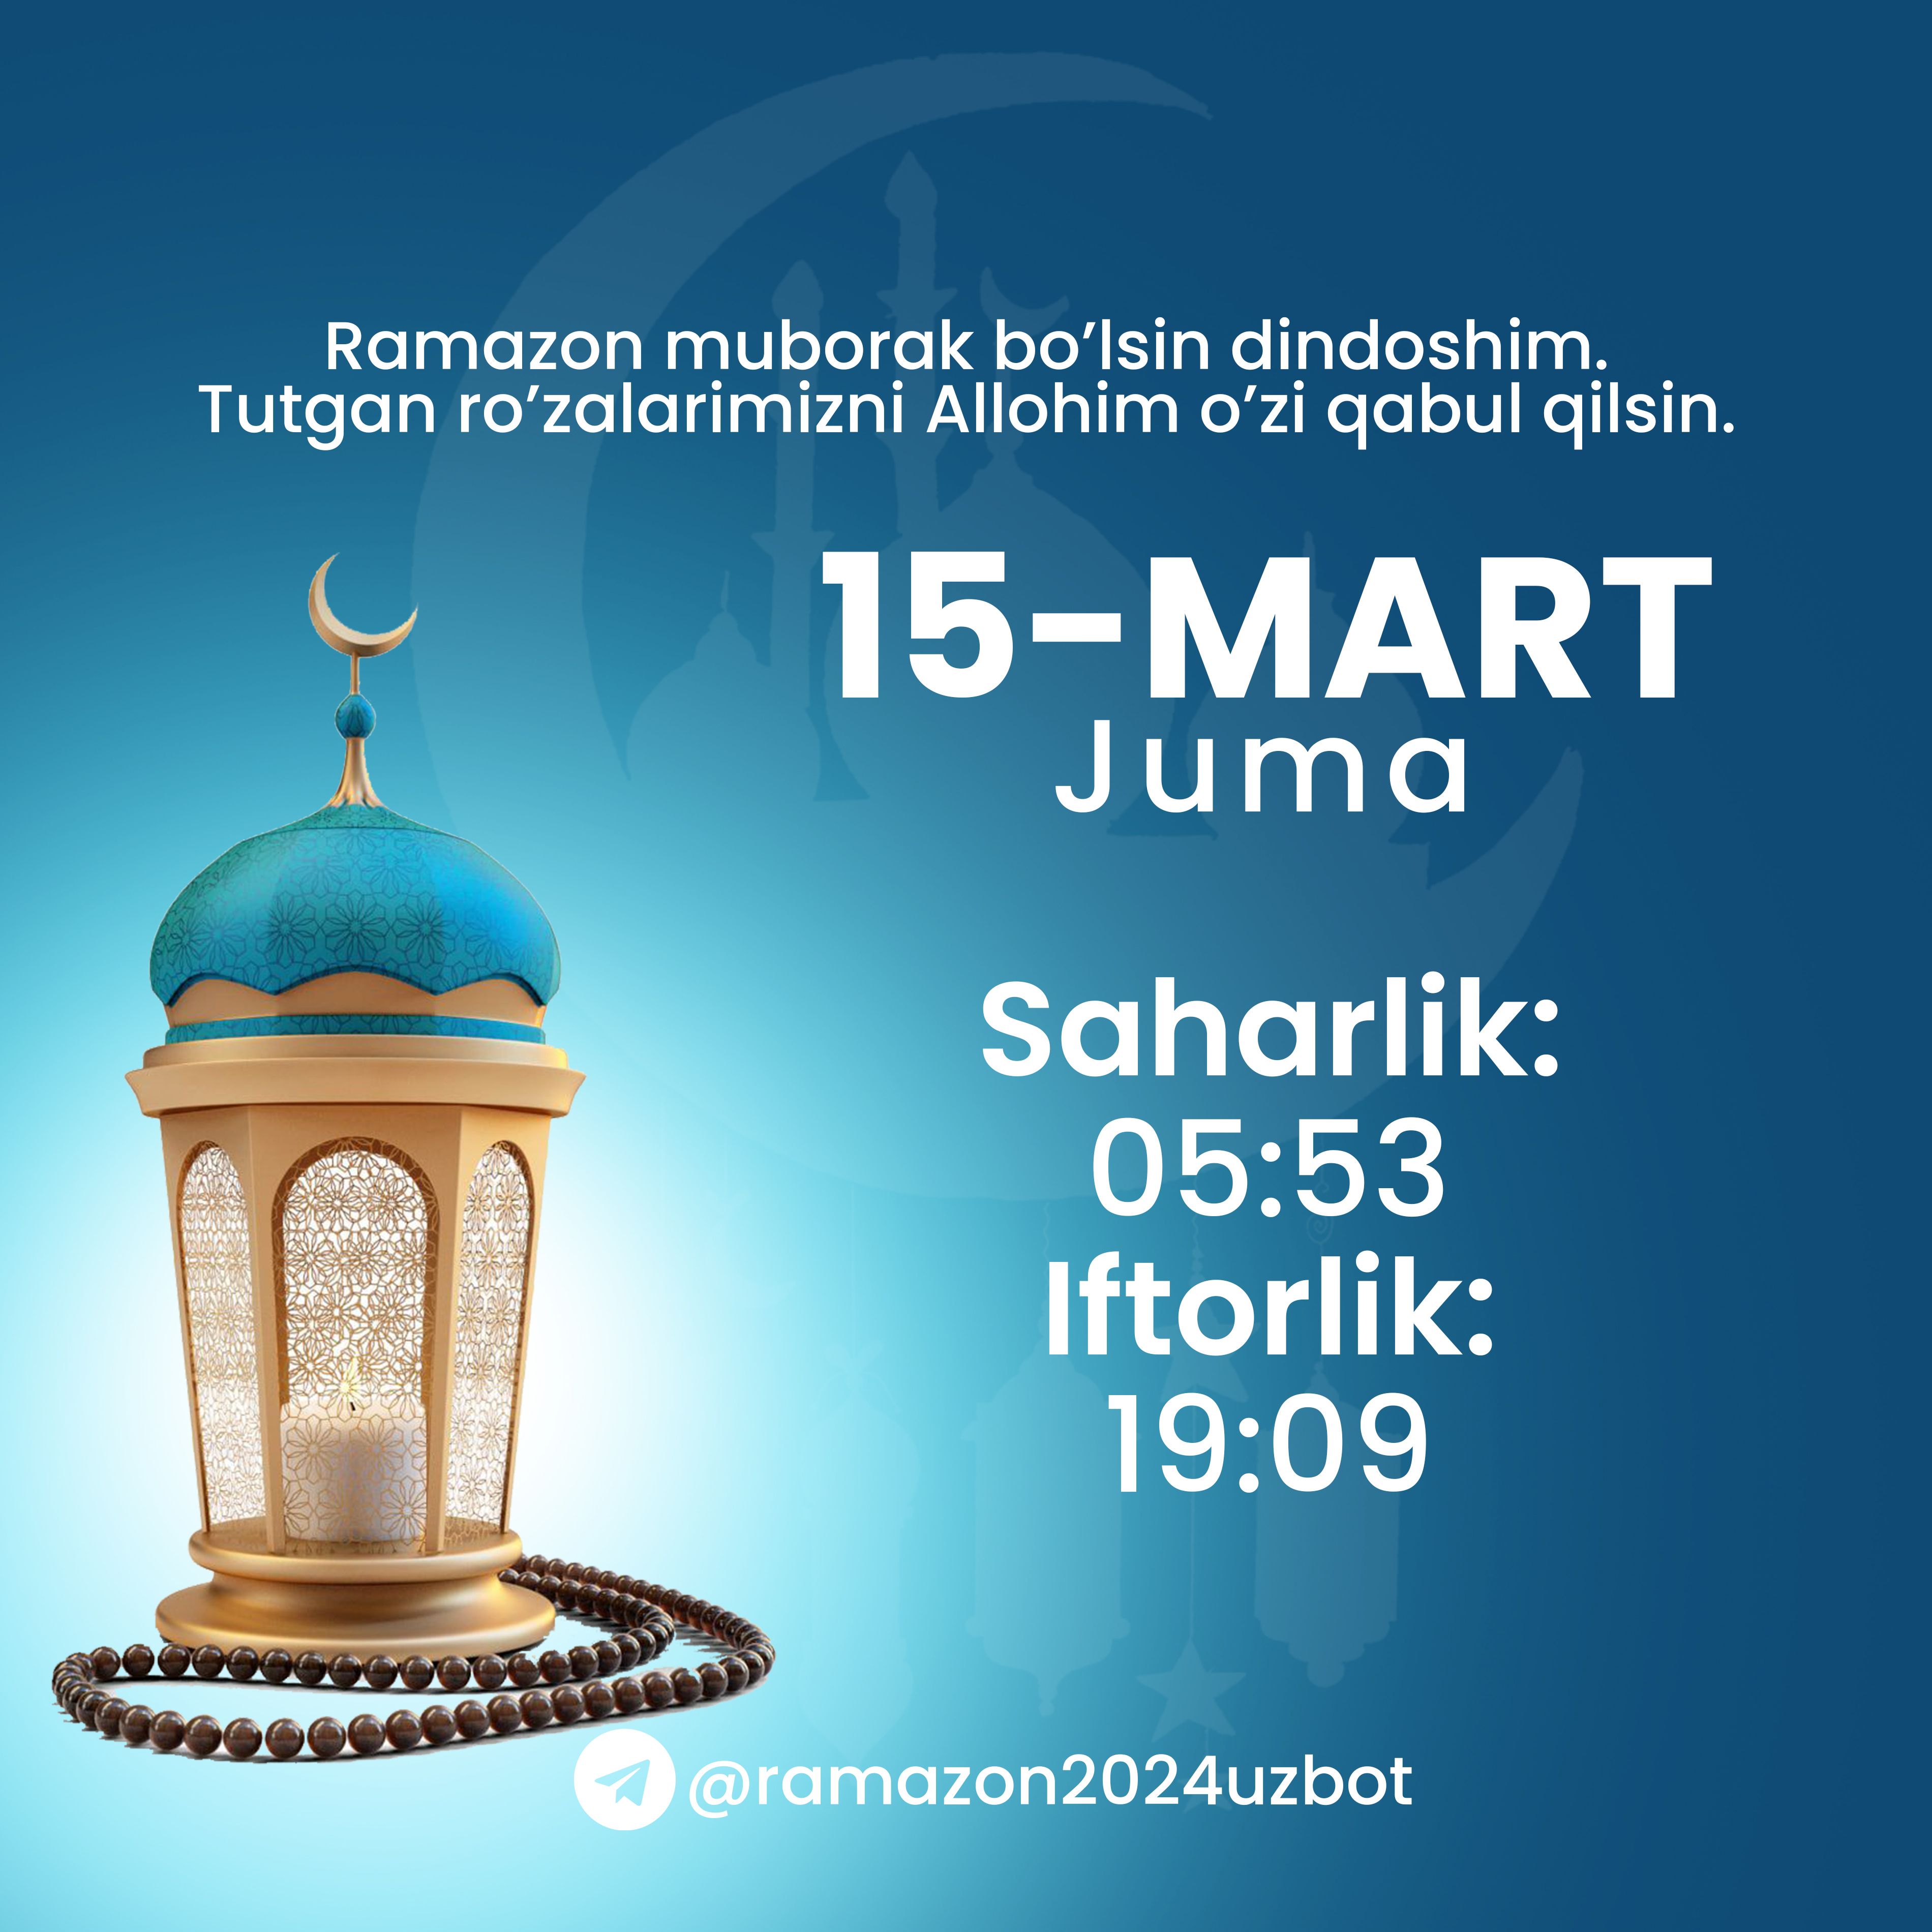 Ramazon muborak bo’lsin dindoshim.
Tutgan ro’zalarimizni Allohim o’zi qabul qilsin.
15-MART
Juma
Saharlik:
05:53
Iftorlik:
19:09
@ramazon2024uzbot